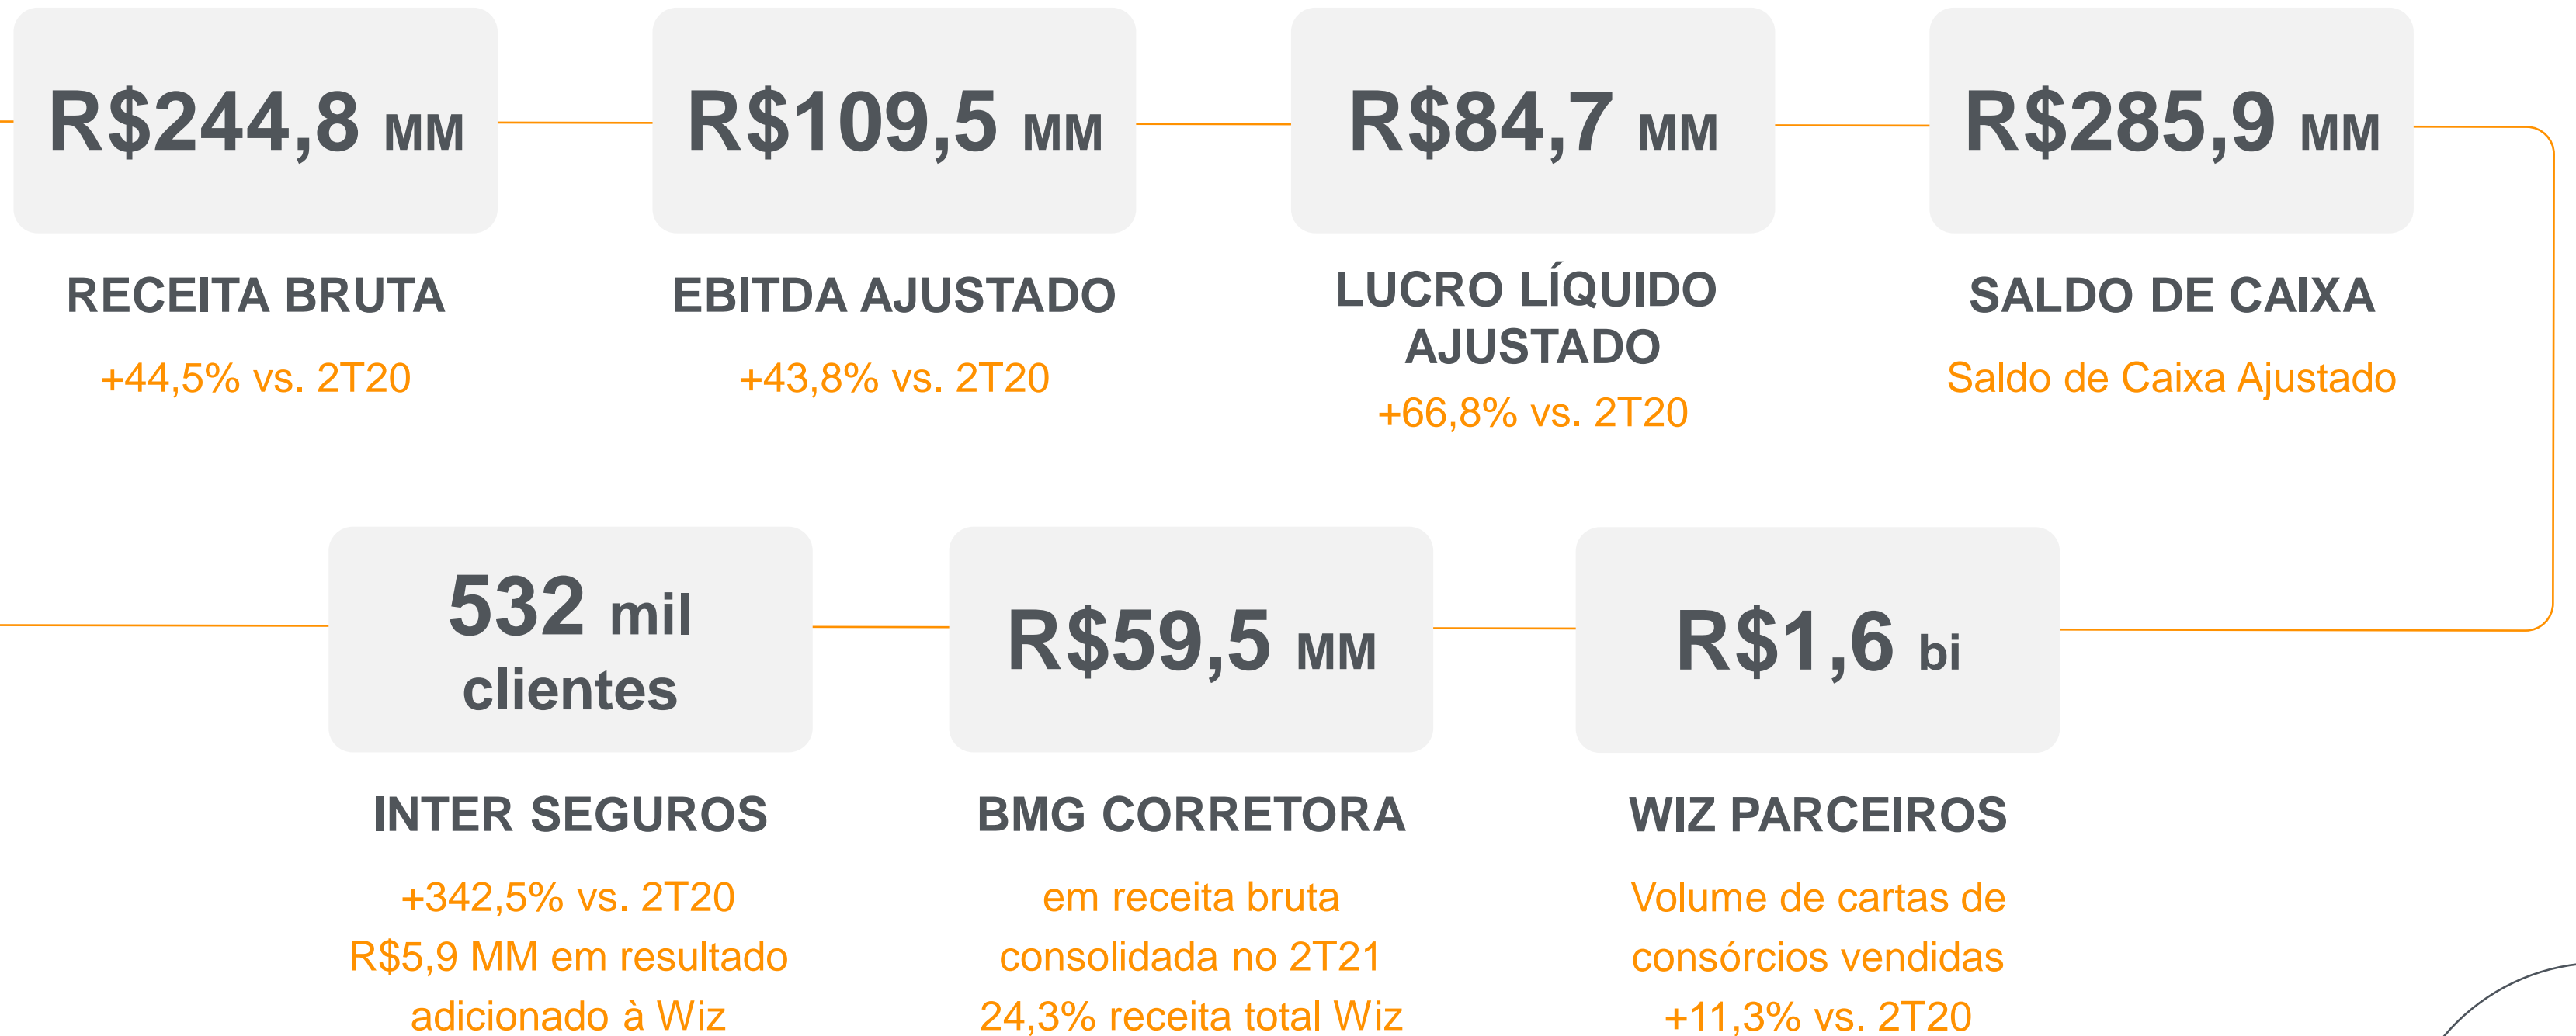 R$244,8 MM
RECEITA BRUTA
+44,5% vs. 2T20
R$109,5 MM
EBITDA AJUSTADO
+43,8% vs. 2T20
R$84,7 MM
LUCRO LÍQUIDO
AJUSTADO
+66,8% vs. 2T20
R$285,9 MM
SALDO DE CAIXA
Saldo de Caixa Ajustado
532 mil
clientes
INTER SEGUROS
+342,5% vs. 2T20
R$5,9 MM em resultado
adicionado à Wiz
R$59,5 MM
BMG CORRETORA
em receita bruta
consolidada no 2T21
24,3% receita total Wiz
R$1,6 bi
WIZ PARCEIROS
Volume de cartas de
consórcios vendidas
+11,3% vs. 2T20